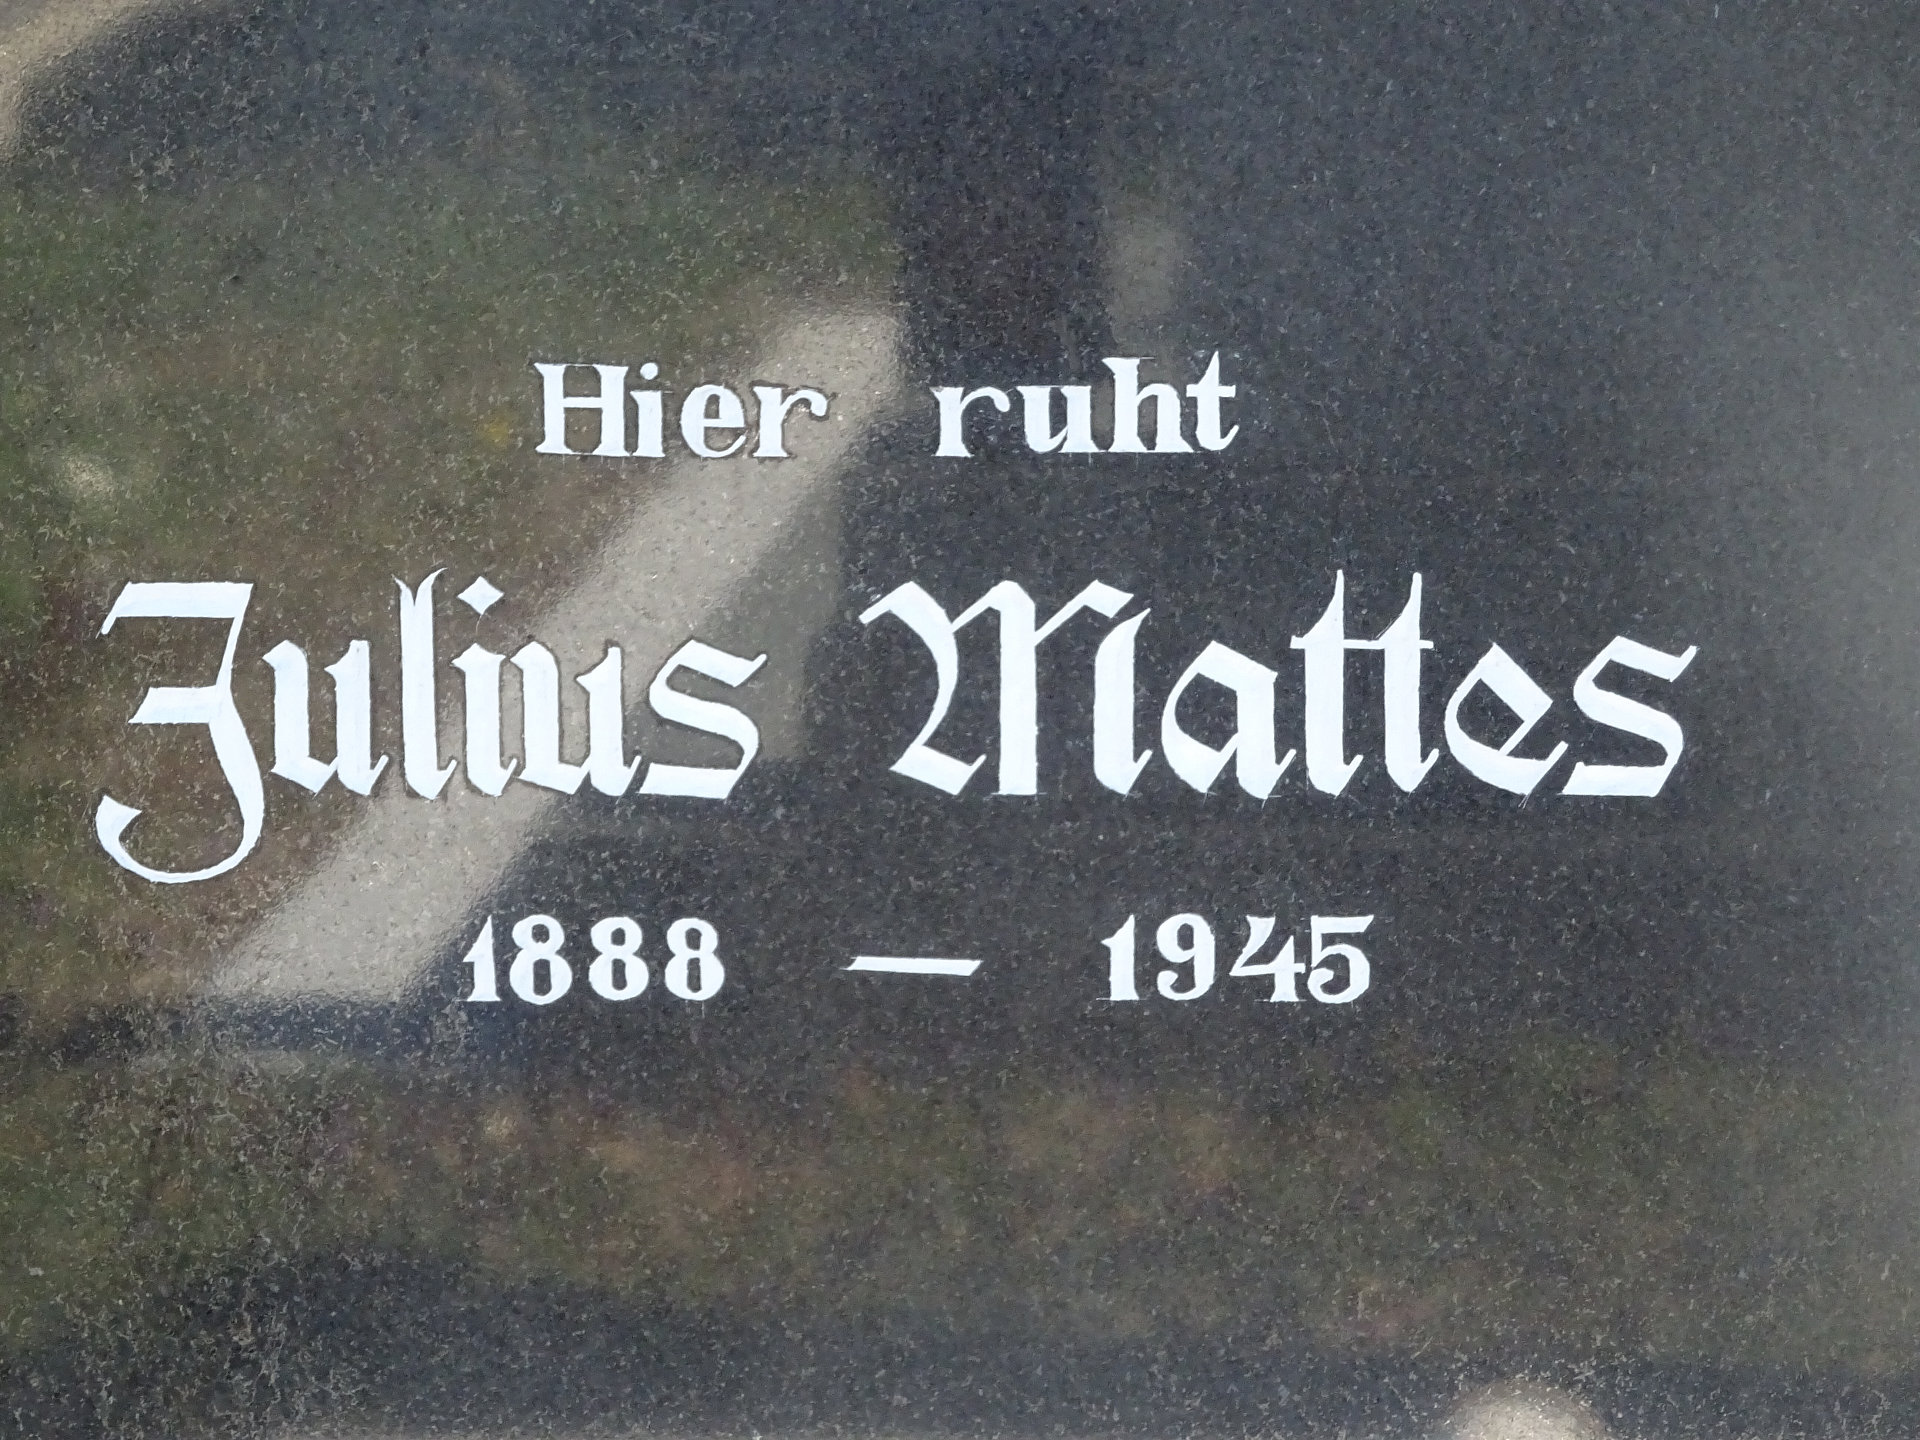 Hier ruht
Julius Mattes
1888 — 1945